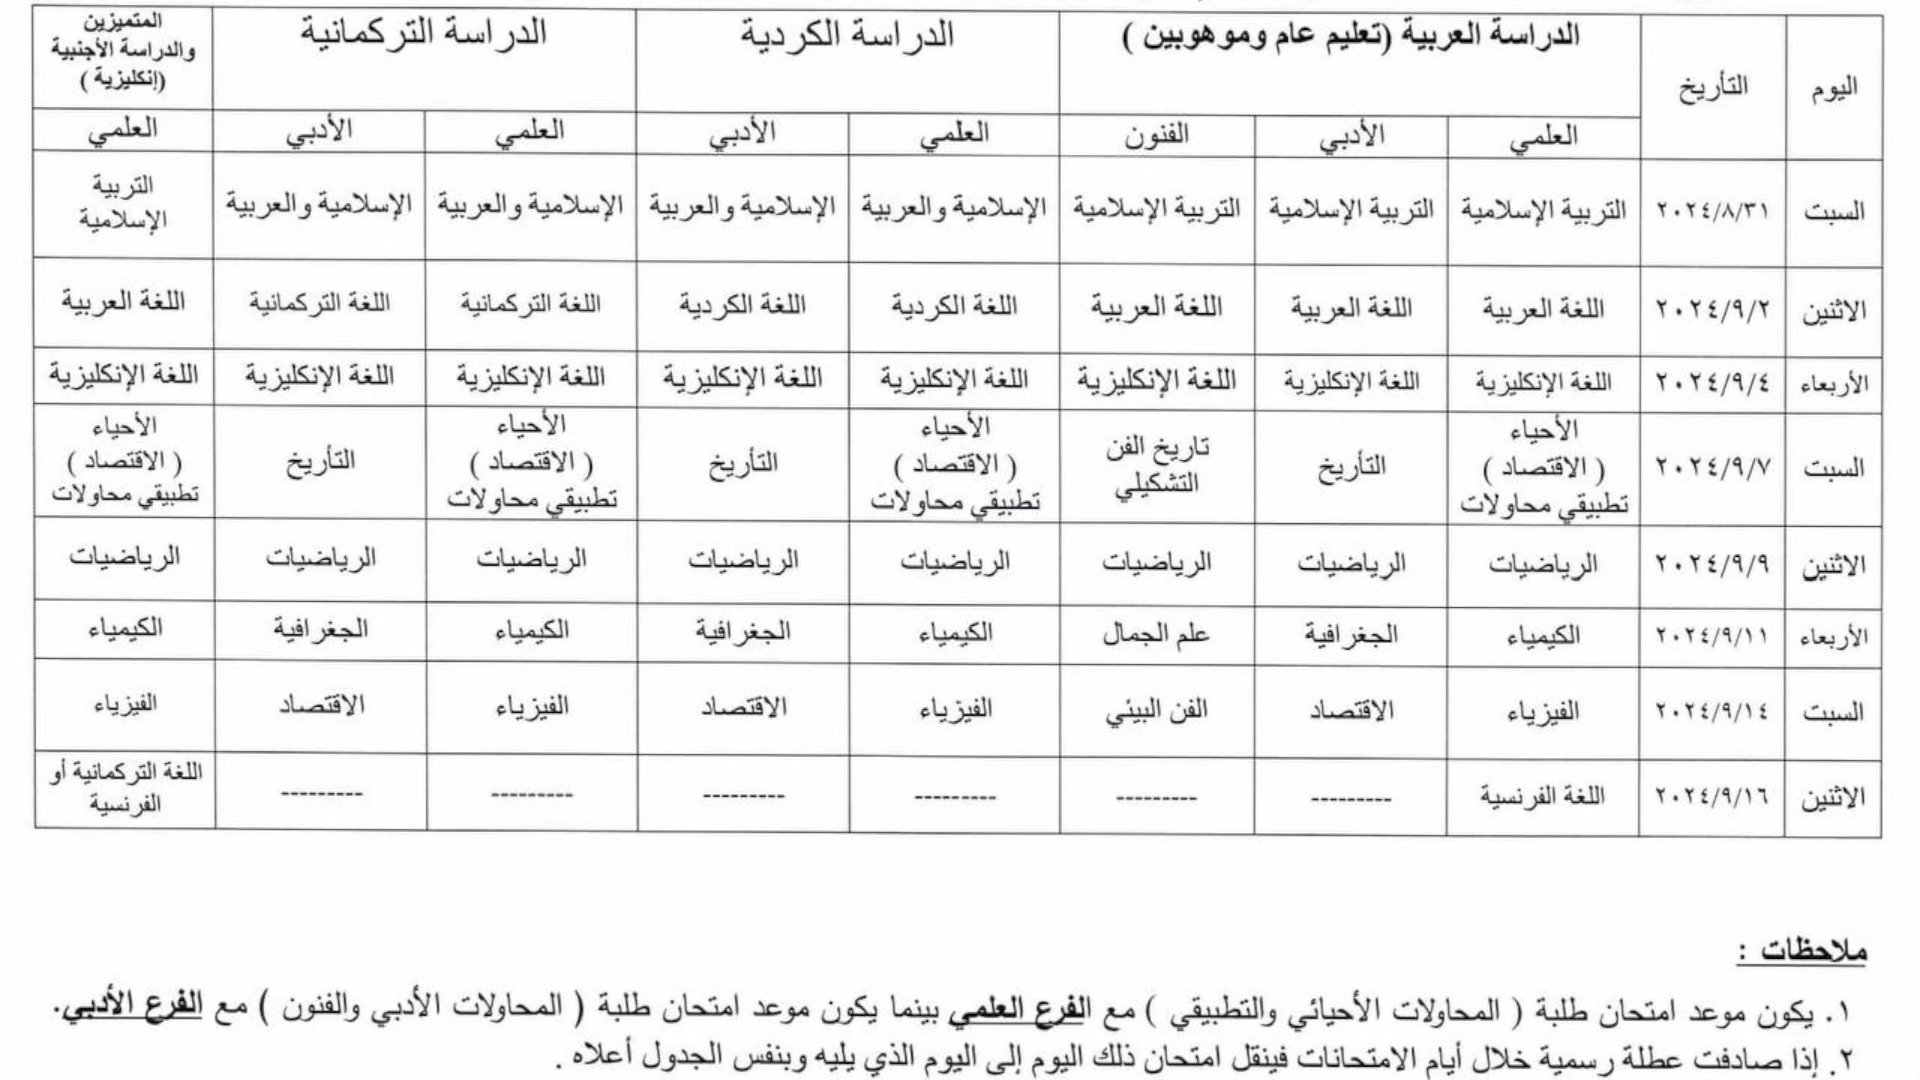 اليوم
التأريخ
الدراسة العربية (تعليم عام وموهوبين )
الدراسة الكردية
الدراسة التركمانية
المتميزين
والدراسة الأجنبية
(إنكليزية )
العلمي
الأدبي
الفنون
العلمي
الأدبي
العلمي
الأدبي
العلمي
السبت
٢٠٢٤/٨/٣١
التربية الإسلامية
التربية الإسلامية
التربية الإسلامية
الإسلامية والعربية
الإسلامية والعربية
الإسلامية والعربية
الإسلامية والعربية
التربية
الإسلامية
الاثنين
٢٠٢٤/٩/٢
اللغة العربية
اللغة العربية
اللغة العربية
اللغة الكردية
اللغة الكردية
اللغة التركمانية
اللغة التركمانية
اللغة العربية
الأربعاء
٢٠٢٤/٩/٤
اللغة الإنكليزية
اللغة الإنكليزية
اللغة الإنكليزية
اللغة الإنكليزية
اللغة الإنكليزية
اللغة الإنكليزية
اللغة الإنكليزية
اللغة الإنكليزية
السبت
٢٠٢٤/٩/٧
الأحياء
( الاقتصاد )
تطبيقي محاولات
التأريخ
تاريخ الفن
التشكيلي
الأحياء
( الاقتصاد )
تطبيقي محاولات
التأريخ
الأحياء
( الاقتصاد )
تطبيقي محاولات
التأريخ
الأحياء
( الاقتصاد )
تطبيقي محاولات
الاثنين
٢٠٢٤/٩/٩
الرياضيات
الرياضيات
الرياضيات
الرياضيات
الرياضيات
الرياضيات
الرياضيات
الرياضيات
الأربعاء
٢٠٢٤/٩/١١
الكيمياء
الجغرافية
علم الجمال
الكيمياء
الجغرافية
الكيمياء
الجغرافية
الكيمياء
السبت
٢٠٢٤/٩/١٤
الفيزياء
الاقتصاد
الفن البيئي
الفيزياء
الاقتصاد
الفيزياء
الاقتصاد
الفيزياء
الاثنين
٢٠٢٤/٩/١٦
اللغة الفرنسية
---------
---------
---------
---------
---------
---------
اللغة التركمانية أو
الفرنسية
ملاحظات :
١. يكون موعد امتحان طلبة ( المحاولات الأحيائي والتطبيقي ) مع الفرع العلمي بينما يكون موعد امتحان طلبة ( المحاولات الأدبي والفنون ) مع الفرع الأدبي.
٢. إذا صادفت عطلة رسمية خلال أيام الامتحانات فينقل امتحان ذلك اليوم إلى اليوم الذي يليه وبنفس الجدول أعلاه .